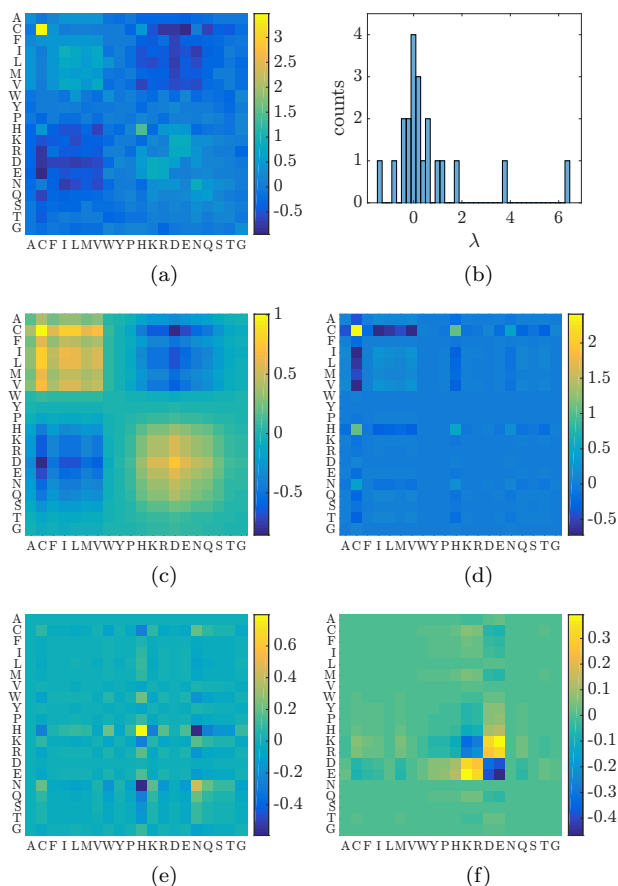 A
C
F
I
L
M
V
W
Y
P
H
K
R
D
E
N
Q
S
T
G
A C F I L M V W Y P H K R D E N Q S T G
3
2.5
2
1.5
1
0.5
0
-0.5
(a)
counts
4
3
2
1
0
0 2 4 6
λ
(b)
A
C
F
I
L
M
V
W
Y
P
H
K
R
D
E
N
Q
S
T
G
A C F I L M V W Y P H K R D E N Q S T G
1
0.5
0
-0.5
(c)
A
C
F
I
L
M
V
W
Y
P
H
K
R
D
E
N
Q
S
T
G
A C F I L M V W Y P H K R D E N Q S T G
2
1.5
1
0.5
0
-0.5
(d)
A
C
F
I
L
M
V
W
Y
P
H
K
R
D
E
N
Q
S
T
G
A C F I L M V W Y P H K R D E N Q S T G
0.6
0.4
0.2
0
-0.2
-0.4
(e)
A
C
F
I
L
M
V
W
Y
P
H
K
R
D
E
N
Q
S
T
G
A C F I L M V W Y P H K R D E N Q S T G
0.3
0.2
0.1
0
-0.1
-0.2
-0.3
-0.4
(f)